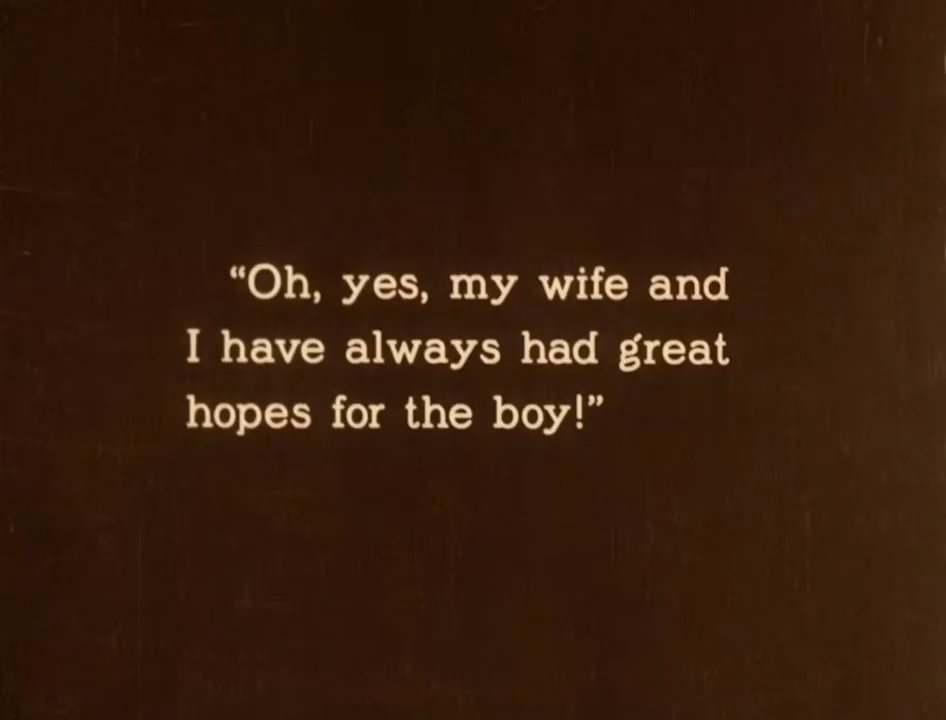 “Oh, yes, my wife and
I have always had great
hopes for the boy!”